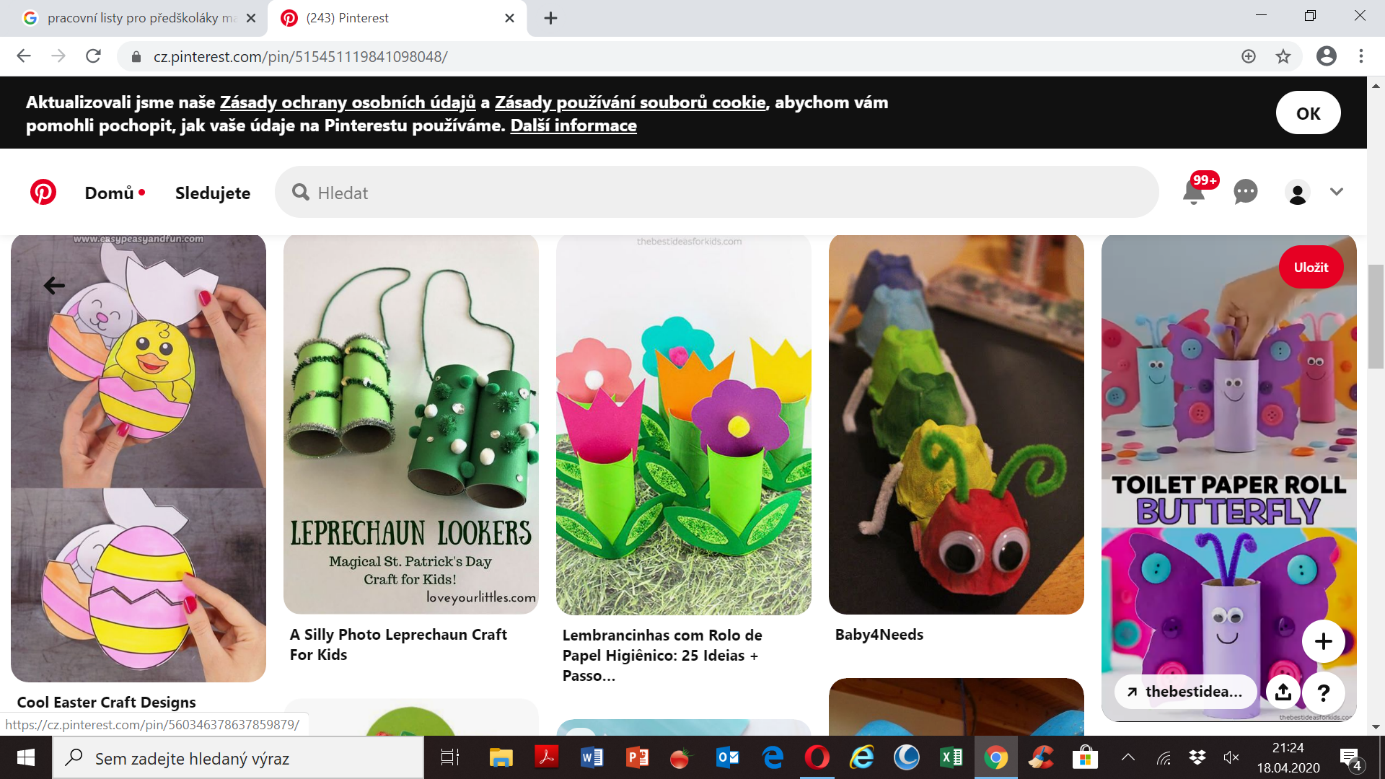 pracovní listy pro předškoláky m
(243) Pinterest
cz.pinterest.com/pin/515451119841098048/
Aktualizovali jsme naše Zásady ochrany osobních údajů a Zásady používání souborů cookie, abychom vám
pomohli pochopit, jak vaše údaje na Pinterestu používáme. Další informace
OK
Domů
Sledujete
Hledat
99+
www.easypeasyandfun.com
Cool Easter Craft Designs
LEPRECHAUN LOOKERS
Magical St. Patrick's Day
Craft for Kids!
loveyourlittles.com
A Silly Photo Leprechaun Craft
For Kids
thebestideasforkids.com
Lembrancinhas com Rolo de
Papel Higiênico: 25 Ideias +
Passo...
Baby4Needs
Uložit
TOILET PAPER ROLL
BUTTERFLY
thebestidea...
thebestideasforkids.com
https://cz.pinterest.com/pin/560346378637859879/
Sem zadejte hledaný výraz
21:24
18.04.2020
4